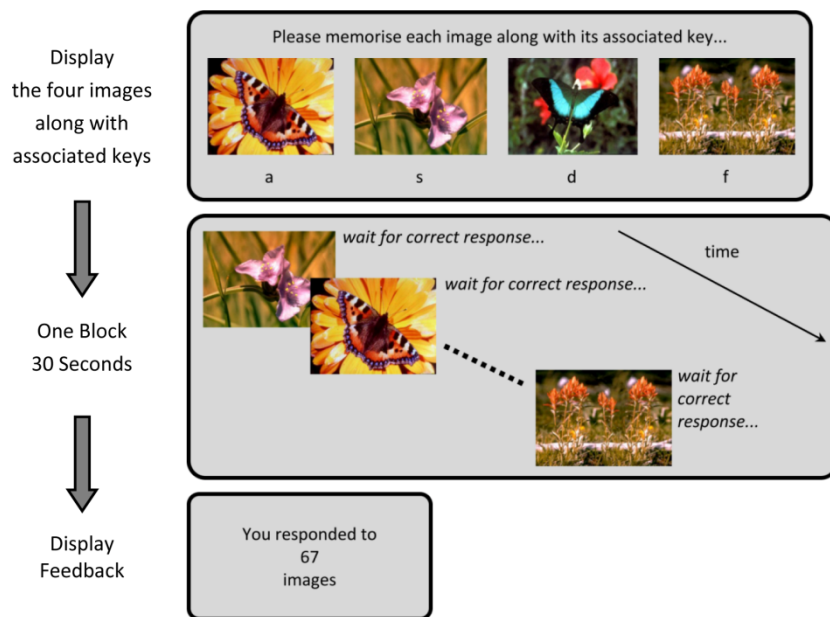 Display
the four images
along with
associated keys
Please memorise each image along with its associated key...
a
s
d
f
One Block
30 Seconds
wait for correct response...
wait for correct response...
time
wait for
correct
response...
Display
Feedback
You responded to
67
images